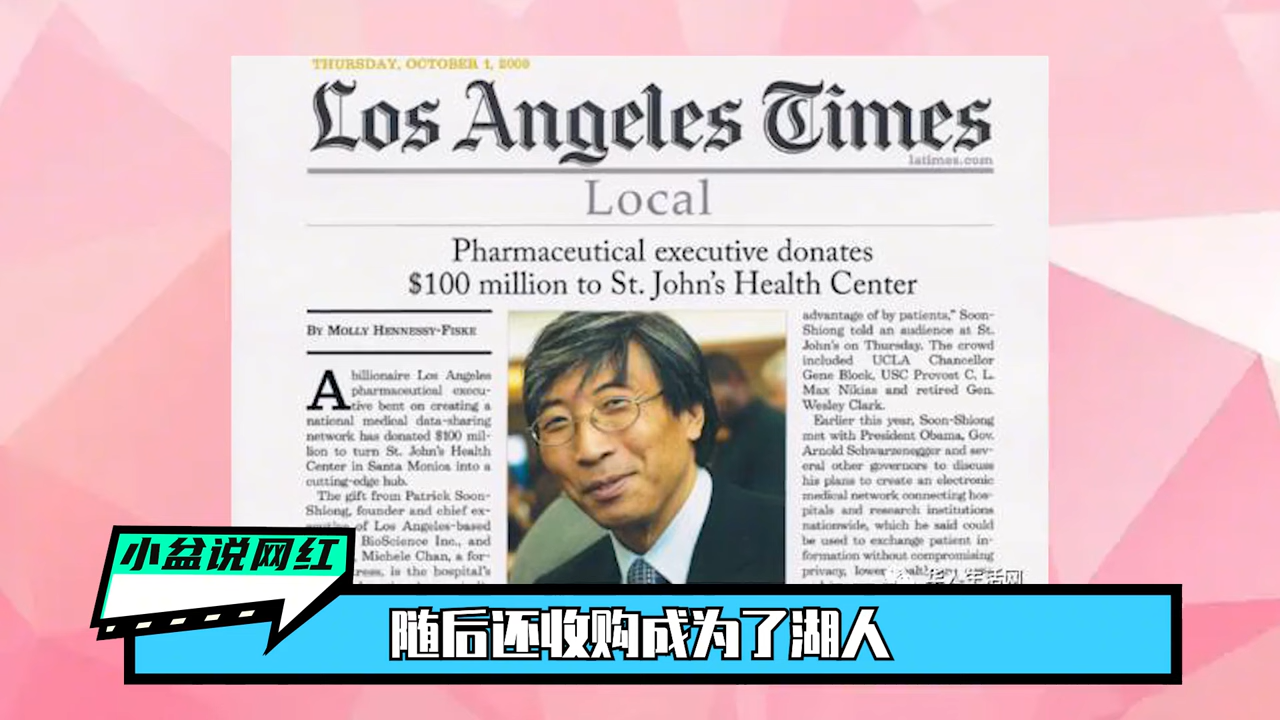 THURSDAY, OCTOBER 1, 2009
Los Angeles Times
latimes.com
Local
Pharmaceutical executive donates
$100 million to St. John's Health Center
BY MOLLY HENNESSY-FISKE
A billionaire Los Angeles
pharmaceutical execu-
tive bent on creating a
national medical data-sharing
network has donated $100 mil-
lion to turn St. John's Health
Center in Santa Monica into a
cutting-edge hub.
The gift from Patrick Soon-
Shiong, founder and chief ex-
of Los Angeles-based
BioScience Inc., and
Michele Chan, a for-
is the hospital's
advantage of by patients," Soon-
Shiong told an audience at St.
John's on Thursday. The crowd
included UCLA Chancellor
Gene Block, USC Provost C. L.
Max Nikias and retired Gen.
Wesley Clark.
Earlier this year, Soon-Shiong
met with President Obama, Gov.
Arnold Schwarzenegger and sev-
eral other governors to discuss
his plans to create an electronic
medical network connecting hos-
pitals and research institutions
nationwide, which he said could
be used to exchange patient in-
formation without compromising
privacy, lower
华人生活网
小盆说网红
随后还收购成为了湖人